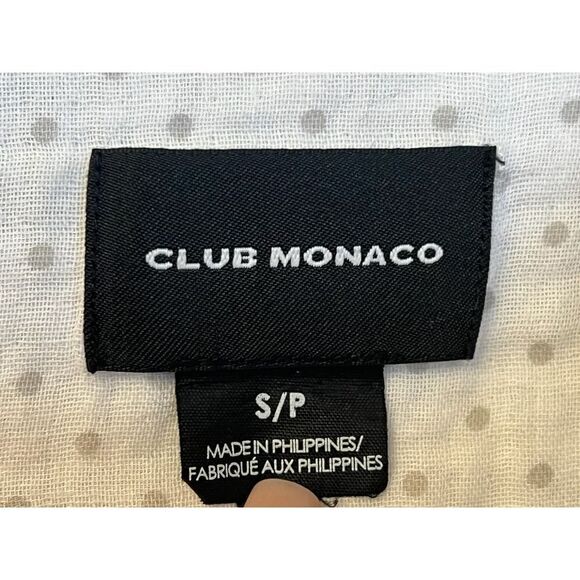 CLUB MONACO
S/P
MADE IN PHILIPPINES/
FABRIQUÉ AUX PHILIPPINES